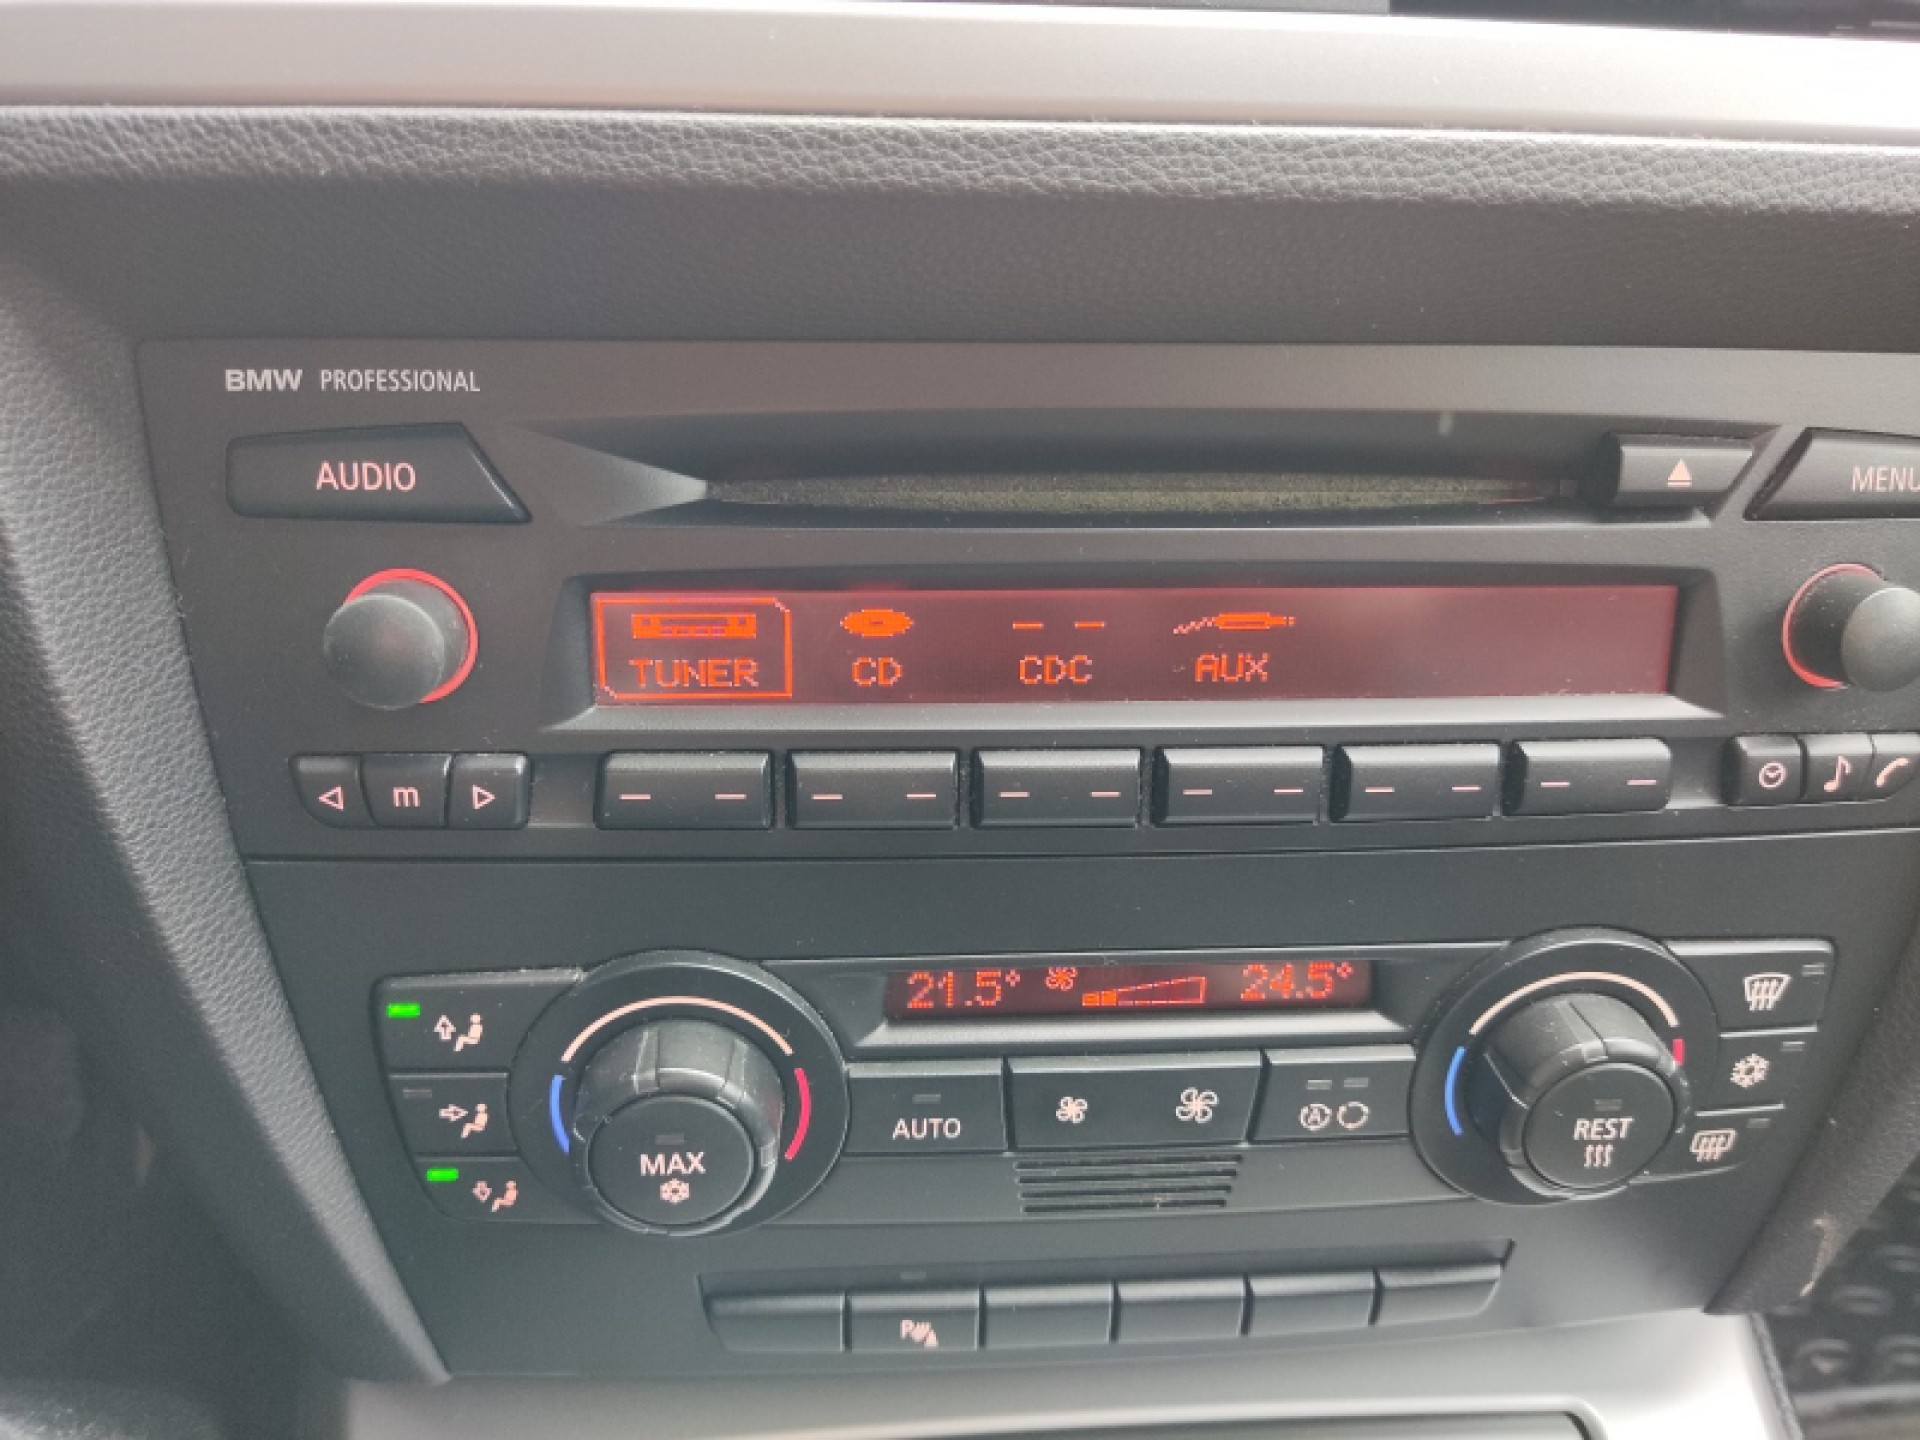 BMW PROFESSIONAL
AUDIO
MENU
TUNER CD CDC AUX
m
21.5° 24.5°
AUTO
A
MAX
REST
P